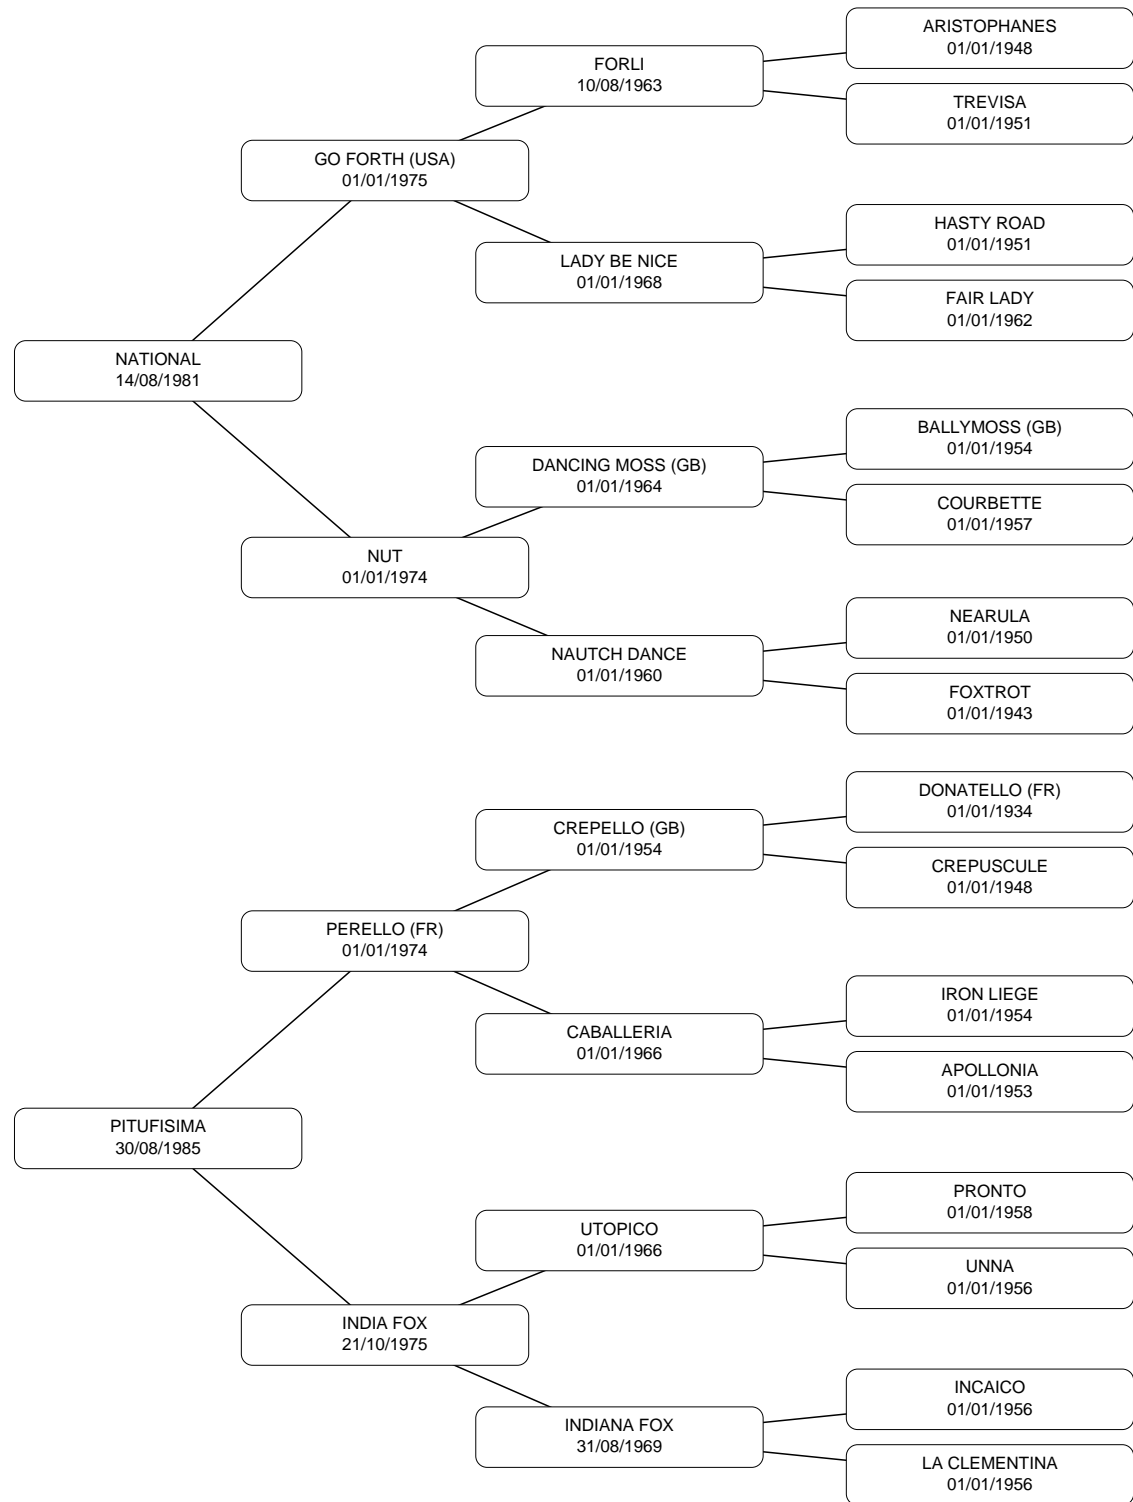 ARISTOPHANES
01/01/1948
FORLI
10/08/1963
TREVISA
01/01/1951
GO FORTH (USA)
01/01/1975
HASTY ROAD
01/01/1951
LADY BE NICE
01/01/1968
FAIR LADY
01/01/1962
NATIONAL
14/08/1981
BALLYMOSS (GB)
01/01/1954
DANCING MOSS (GB)
01/01/1964
COURBETTE
01/01/1957
NUT
01/01/1974
NEARULA
01/01/1950
NAUTCH DANCE
01/01/1960
FOXTROT
01/01/1943
DONATELLO (FR)
01/01/1934
CREPELLO (GB)
01/01/1954
CREPUSCULE
01/01/1948
PERELLO (FR)
01/01/1974
IRON LIEGE
01/01/1954
CABALLERIA
01/01/1966
APOLLONIA
01/01/1953
PITUFISIMA
30/08/1985
PRONTO
01/01/1958
UTOPICO
01/01/1966
UNNA
01/01/1956
INDIA FOX
21/10/1975
INCAICO
01/01/1956
INDIANA FOX
31/08/1969
LA CLEMENTINA
01/01/1956